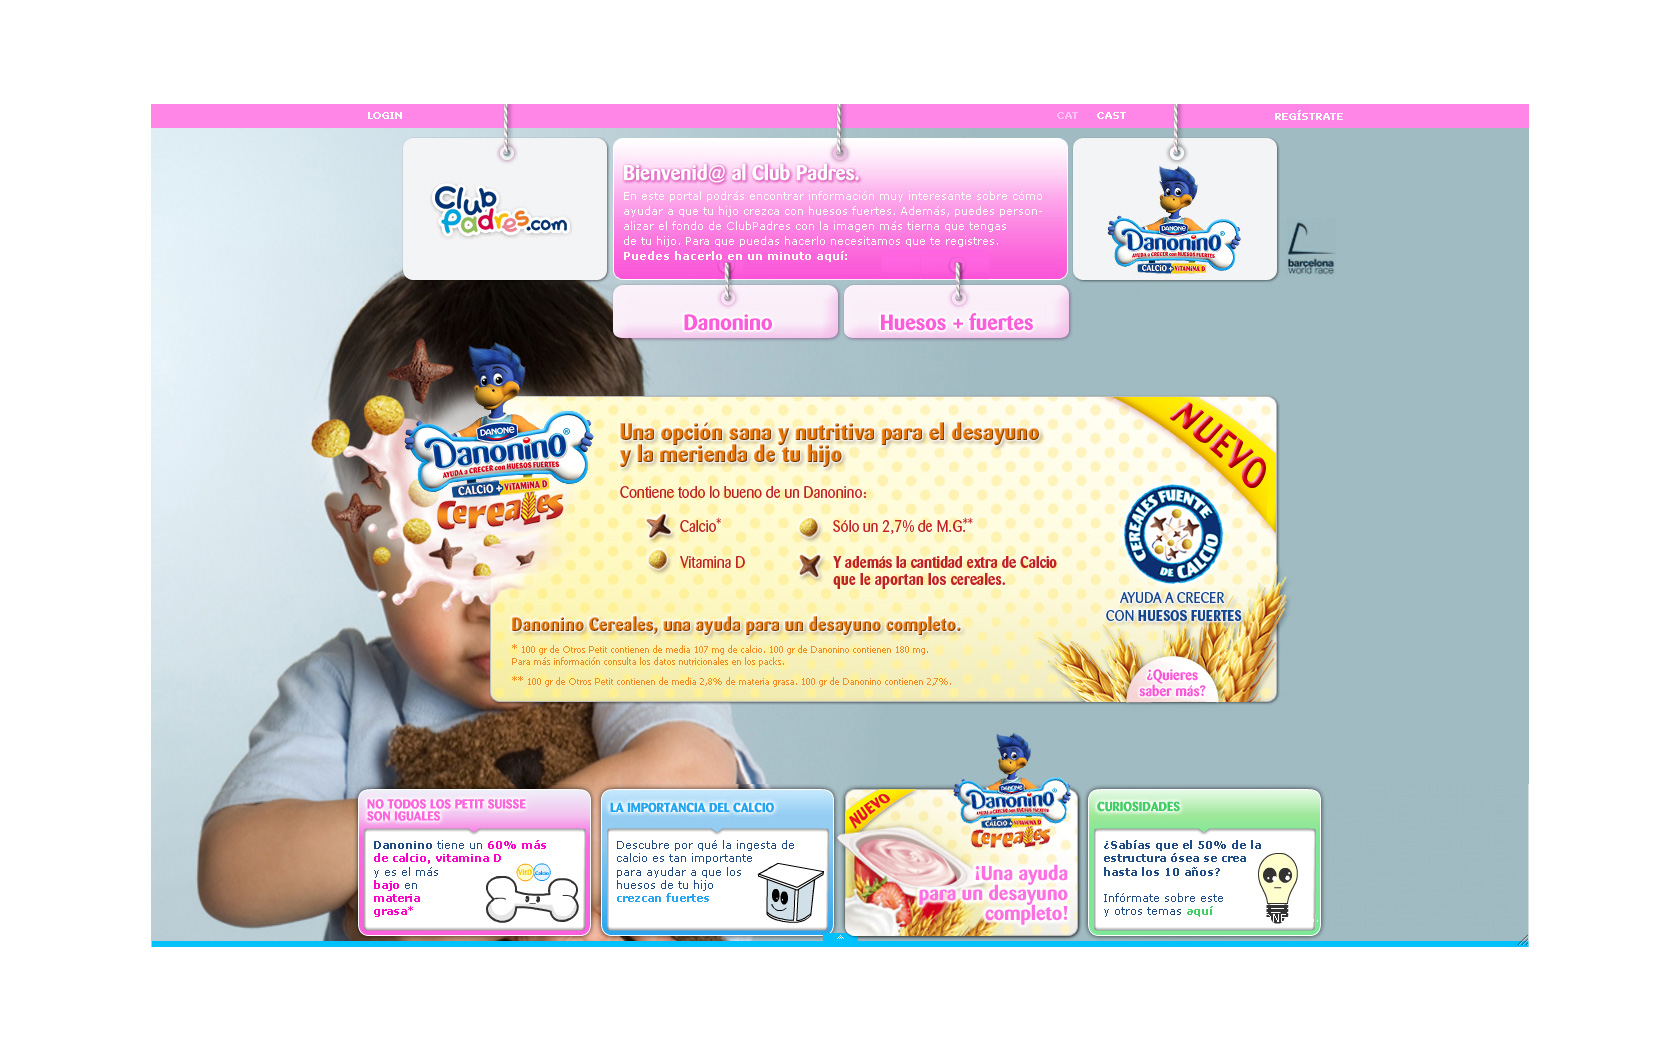 LOGIN
CAT CAST
REGÍSTRATE
Club
Padres.com
Bienvenid@ al Club Padres.
En este portal podrás encontrar información muy interesante sobre cómo
ayudar a que tu hijo crezca con huesos fuertes. Además, puedes person-
alizar el fondo de ClubPadres con la imagen más tierna que tengas
de tu hijo. Para que puedas hacerlo necesitamos que te registres.
Puedes hacerlo en un minuto aquí:
DANONE
Danonino®
AYUDA a CRECER con HUESOS FUERTES
CALCIO + VITAMINA D
barcelona
world race
Danonino
Huesos + fuertes
DANONE
Danonino®
AYUDA a CRECER con HUESOS FUERTES
CALCIO + VITAMINA D
Cereales
Una opción sana y nutritiva para el desayuno
y la merienda de tu hijo
Contiene todo lo bueno de un Danonino:
Calcio*
Sólo un 2,7% de M.G.**
Vitamina D
Y además la cantidad extra de Calcio
que le aportan los cereales.
NUEVO
CEREALES FUENTE
DE CALCIO
AYUDA A CRECER
CON HUESOS FUERTES
Danonino Cereales, una ayuda para un desayuno completo.
* 100 gr de Otros Petit contienen de media 107 mg de calcio. 100 gr de Danonino contienen 180 mg.
Para más información consulta los datos nutricionales en los packs.
** 100 gr de Otros Petit contienen de media 2,8% de materia grasa. 100 gr de Danonino contienen 2,7%.
¿Quieres
saber más?
NO TODOS LOS PETIT SUISSE
SON IGUALES
Danonino tiene un 60% más
de calcio, vitamina D
y es el más
bajo en
materia
grasa*
Vit D Calcio
LA IMPORTANCIA DEL CALCIO
Descubre por qué la ingesta de
calcio es tan importante
para ayudar a que los
huesos de tu hijo
crezcan fuertes
NUEVO
DANONE
Danonino®
AYUDA a CRECER con HUESOS FUERTES
CALCIO + VITAMINA D
Cereales
¡Una ayuda
para un desayuno
completo!
CURIOSIDADES
¿Sabías que el 50% de la
estructura ósea se crea
hasta los 10 años?
Infórmate sobre este
y otros temas aquí